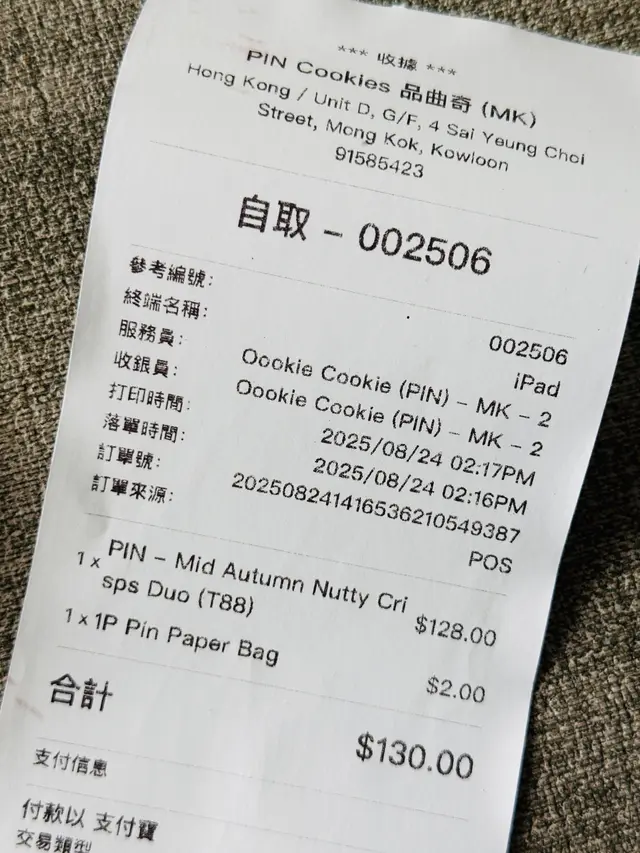 *** 收據 ***
PIN Cookies 品曲奇 (MK)
Hong Kong / Unit D, G/F, 4 Sai Yeung Choi
Street, Mong Kok, Kowloon
91585423
自取 - 002506
參考編號: 002506
終端名稱: iPad
服務員: Oookie Cookie (PIN) - MK - 2
收銀員: Oookie Cookie (PIN) - MK - 2
打印時間: 2025/08/24 02:17PM
落單時間: 2025/08/24 02:16PM
訂單號: 202508241416536210549387
訂單來源: POS
1 x PIN - Mid Autumn Nutty Cri
sps Duo (T88) $128.00
1 x 1P Pin Paper Bag $2.00
合計 $130.00
支付信息
付款以 支付寶
交易類型